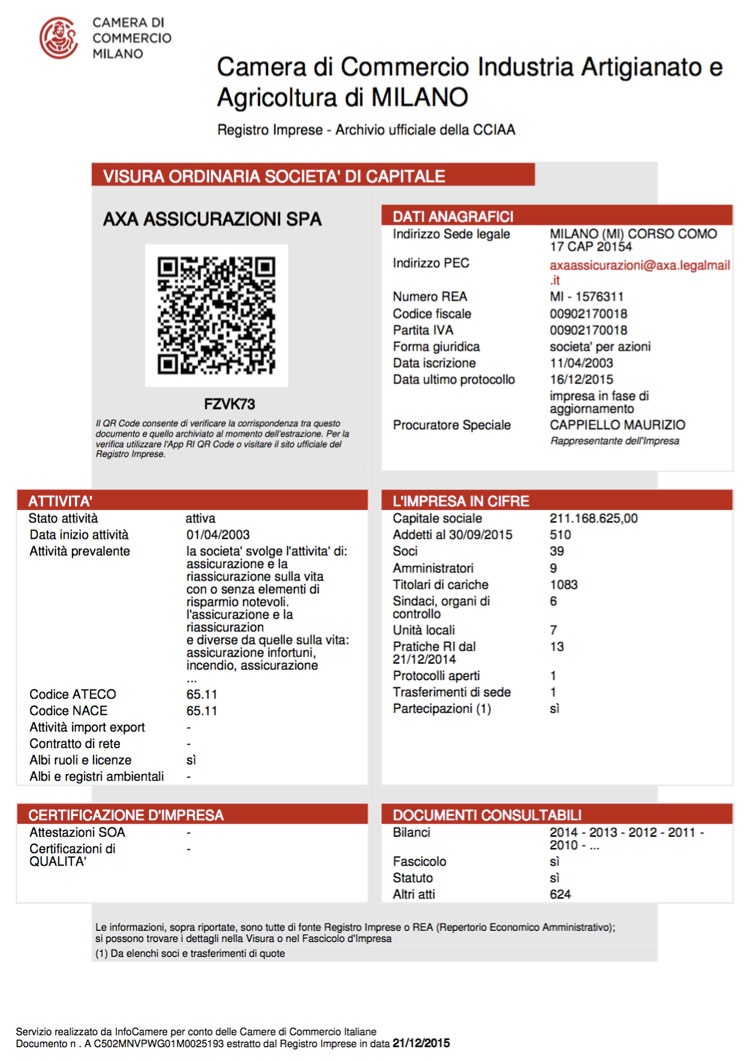 CAMERA DI
COMMERCIO
MILANO
Camera di Commercio Industria Artigianato e
Agricoltura di MILANO
Registro Imprese - Archivio ufficiale della CCIAA
VISURA ORDINARIA SOCIETA' DI CAPITALE
AXA ASSICURAZIONI SPA
FZVK73
Il QR Code consente di verificare la corrispondenza tra questo
documento e quello archiviato al momento dell'estrazione. Per la
verifica utilizzare l'App RI QR Code o visitare il sito ufficiale del
Registro Imprese.
DATI ANAGRAFICI
Indirizzo Sede legale MILANO (MI) CORSO COMO
17 CAP 20154
Indirizzo PEC axaassicurazioni@axa.legalmail
.it
Numero REA MI - 1576311
Codice fiscale 00902170018
Partita IVA 00902170018
Forma giuridica societa' per azioni
Data iscrizione 11/04/2003
Data ultimo protocollo 16/12/2015
impresa in fase di
aggiornamento
Procuratore Speciale CAPPIELLO MAURIZIO
Rappresentante dell'Impresa
ATTIVITA'
Stato attività attiva
Data inizio attività 01/04/2003
Attività prevalente la societa' svolge l'attivita' di:
assicurazione e la
riassicurazione sulla vita
con o senza elementi di
risparmio notevoli.
l'assicurazione e la
riassicurazion
e diverse da quelle sulla vita:
assicurazione infortuni,
incendio, assicurazione
...
Codice ATECO 65.11
Codice NACE 65.11
Attività import export -
Contratto di rete -
Albi ruoli e licenze sì
Albi e registri ambientali -
L'IMPRESA IN CIFRE
Capitale sociale 211.168.625,00
Addetti al 30/09/2015 510
Soci 39
Amministratori 9
Titolari di cariche 1083
Sindaci, organi di 6
controllo
Unità locali 7
Pratiche RI dal 13
21/12/2014
Protocolli aperti 1
Trasferimenti di sede 1
Partecipazioni (1) sì
CERTIFICAZIONE D'IMPRESA
Attestazioni SOA -
Certificazioni di -
QUALITA'
DOCUMENTI CONSULTABILI
Bilanci 2014 - 2013 - 2012 - 2011 -
2010 - ...
Fascicolo sì
Statuto sì
Altri atti 624
Le informazioni, sopra riportate, sono tutte di fonte Registro Imprese o REA (Repertorio Economico Amministrativo);
si possono trovare i dettagli nella Visura o nel Fascicolo d'Impresa
(1) Da elenchi soci e trasferimenti di quote
Servizio realizzato da InfoCamere per conto delle Camere di Commercio Italiane
Documento n . A C502MNVPWG01M0025193 estratto dal Registro Imprese in data 21/12/2015